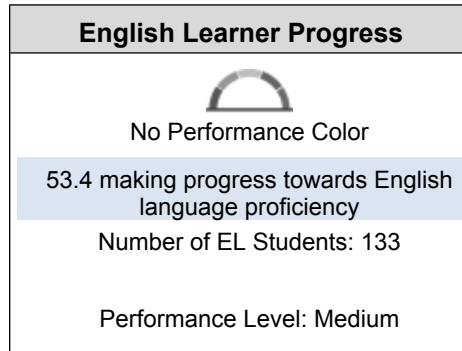 English Learner Progress
No Performance Color
53.4 making progress towards English
language proficiency
Number of EL Students: 133
Performance Level: Medium